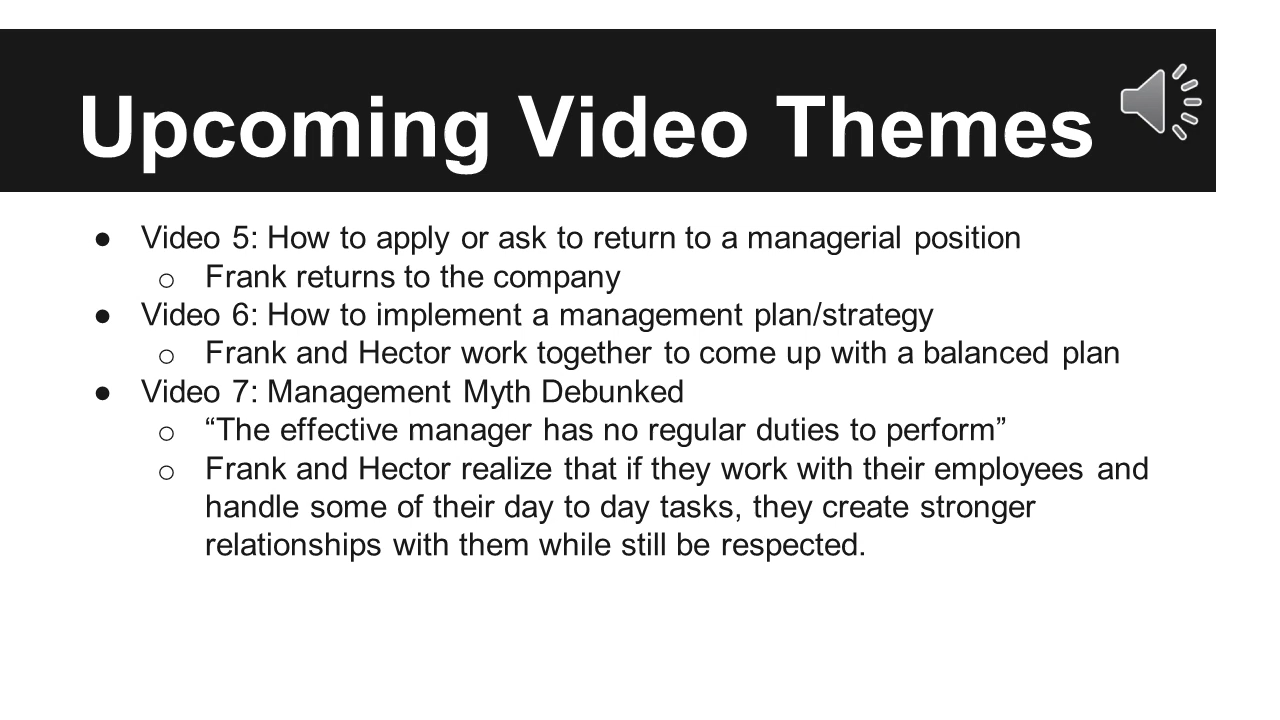 Upcoming Video Themes
● Video 5: How to apply or ask to return to a managerial position
o Frank returns to the company
● Video 6: How to implement a management plan/strategy
o Frank and Hector work together to come up with a balanced plan
● Video 7: Management Myth Debunked
o “The effective manager has no regular duties to perform”
o Frank and Hector realize that if they work with their employees and
handle some of their day to day tasks, they create stronger
relationships with them while still be respected.